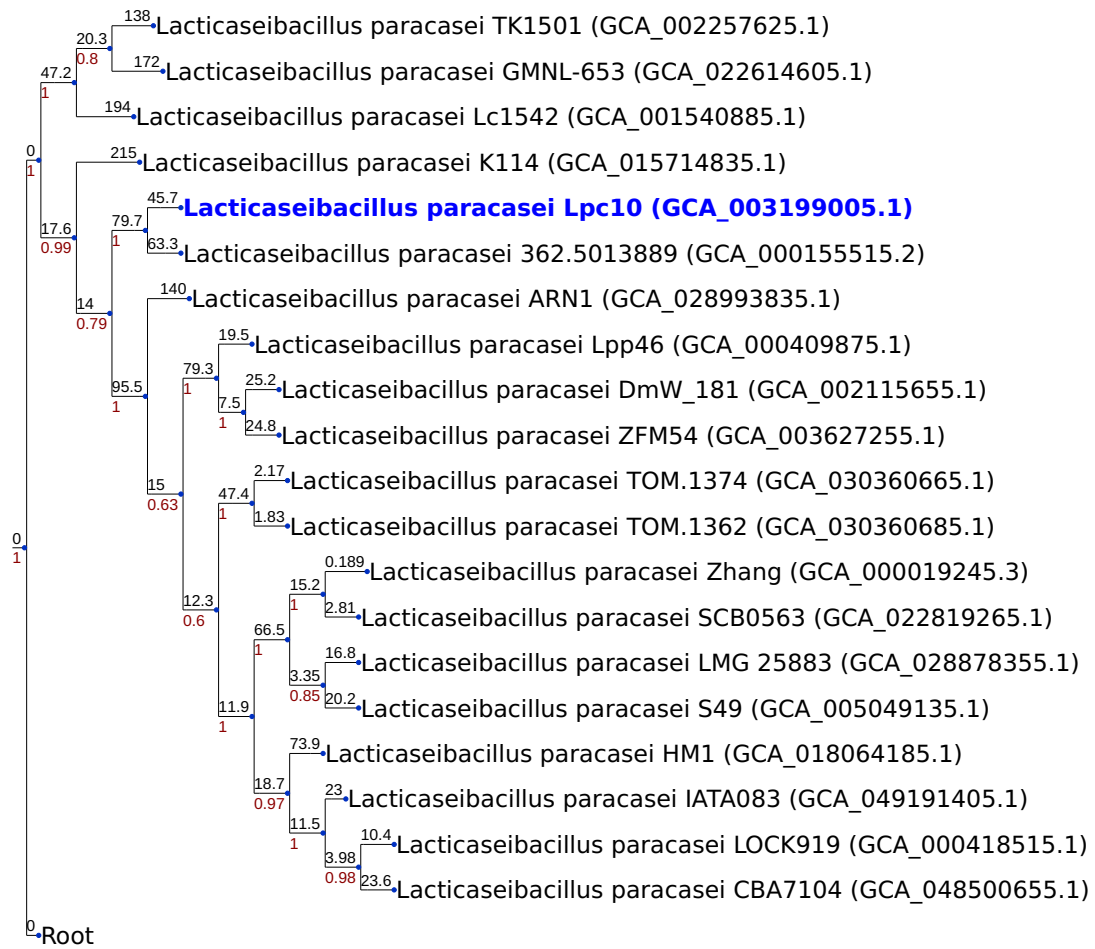 138
Lacticaseibacillus paracasei TK1501 (GCA_002257625.1)
20.3
0.8
172
Lacticaseibacillus paracasei GMNL-653 (GCA_022614605.1)
47.2
1
194
Lacticaseibacillus paracasei Lc1542 (GCA_001540885.1)
0
1
215
Lacticaseibacillus paracasei K114 (GCA_015714835.1)
45.7
Lacticaseibacillus paracasei Lpc10 (GCA_003199005.1)
17.6
0.99
79.7
1
63.3
Lacticaseibacillus paracasei 362.5013889 (GCA_000155515.2)
140
Lacticaseibacillus paracasei ARN1 (GCA_028993835.1)
14
0.79
19.5
Lacticaseibacillus paracasei Lpp46 (GCA_000409875.1)
79.3
1
25.2
Lacticaseibacillus paracasei DmW_181 (GCA_002115655.1)
95.5
1
7.5
1
24.8
Lacticaseibacillus paracasei ZFM54 (GCA_003627255.1)
2.17
Lacticaseibacillus paracasei TOM.1374 (GCA_030360665.1)
15
0.63
47.4
1
1.83
Lacticaseibacillus paracasei TOM.1362 (GCA_030360685.1)
0
1
0.189
Lacticaseibacillus paracasei Zhang (GCA_000019245.3)
15.2
1
2.81
Lacticaseibacillus paracasei SCB0563 (GCA_022819265.1)
12.3
0.6
66.5
1
16.8
Lacticaseibacillus paracasei LMG 25883 (GCA_028878355.1)
3.35
0.85
20.2
Lacticaseibacillus paracasei S49 (GCA_005049135.1)
11.9
1
73.9
Lacticaseibacillus paracasei HM1 (GCA_018064185.1)
18.7
0.97
23
Lacticaseibacillus paracasei IATA083 (GCA_049191405.1)
11.5
1
10.4
Lacticaseibacillus paracasei LOCK919 (GCA_000418515.1)
3.98
0.98
23.6
Lacticaseibacillus paracasei CBA7104 (GCA_048500655.1)
0
Root